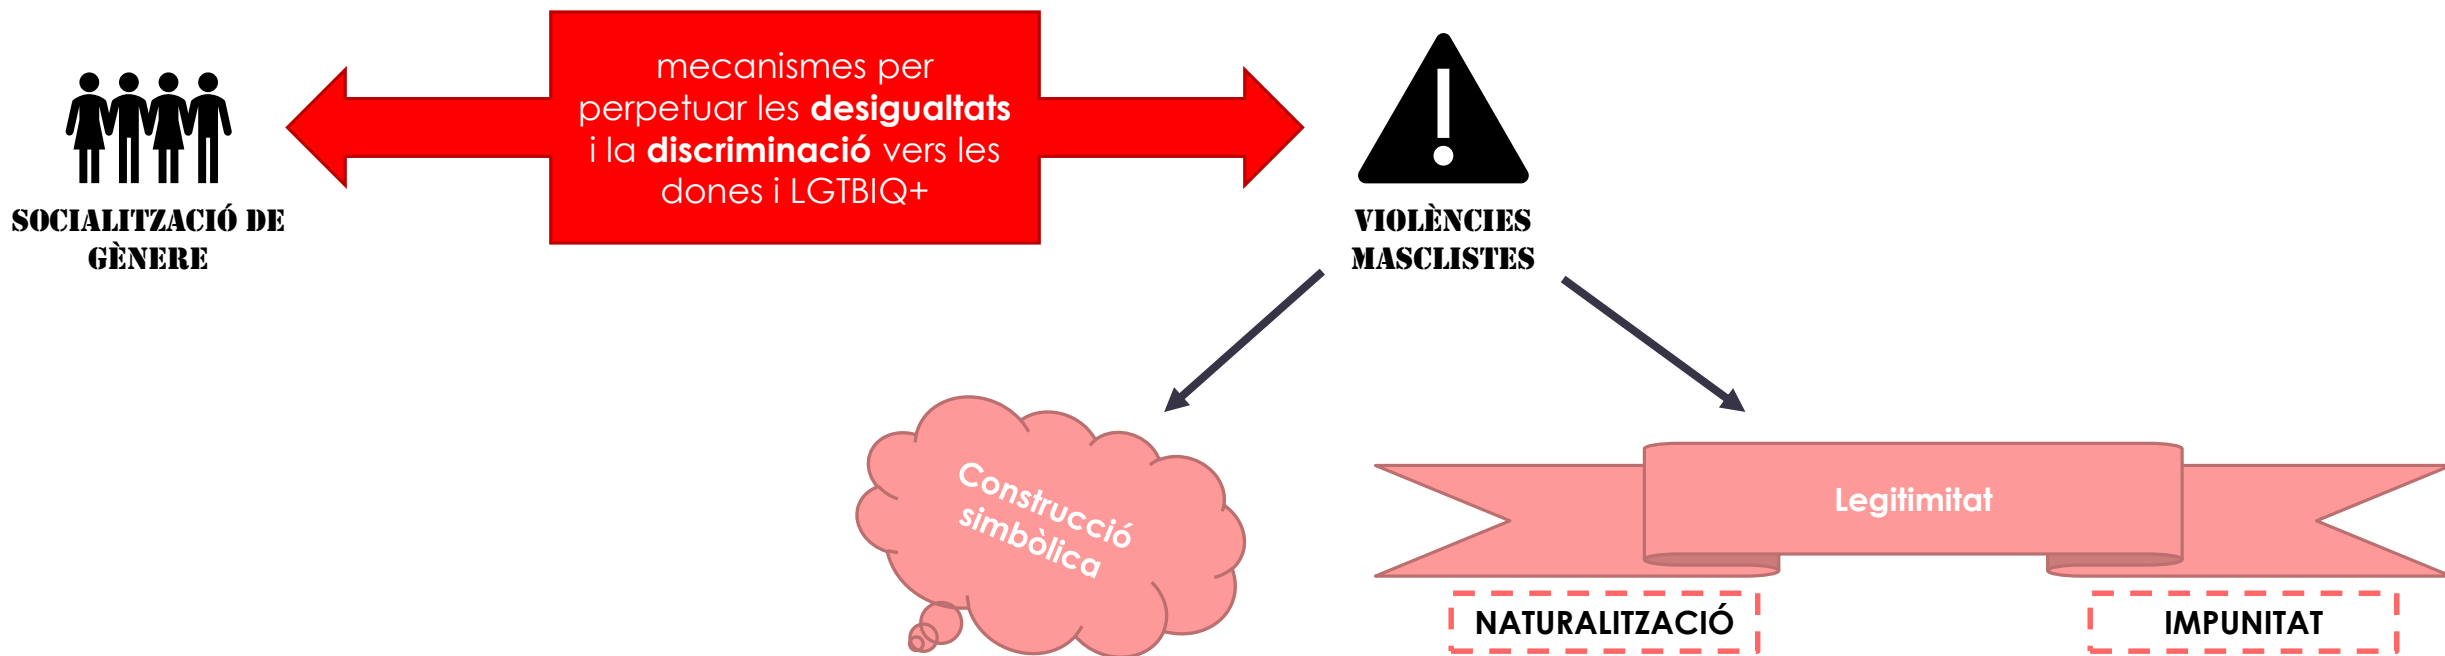 mecanismes per
perpetuar les desigualtats
i la discriminació vers les
dones i LGTBIQ+
SOCIALITZACIÓ DE
GÈNERE
VIOLÈNCIES
MASCLISTES
Construcció
simbòlica
Legitimitat
NATURALITZACIÓ
IMPUNITAT